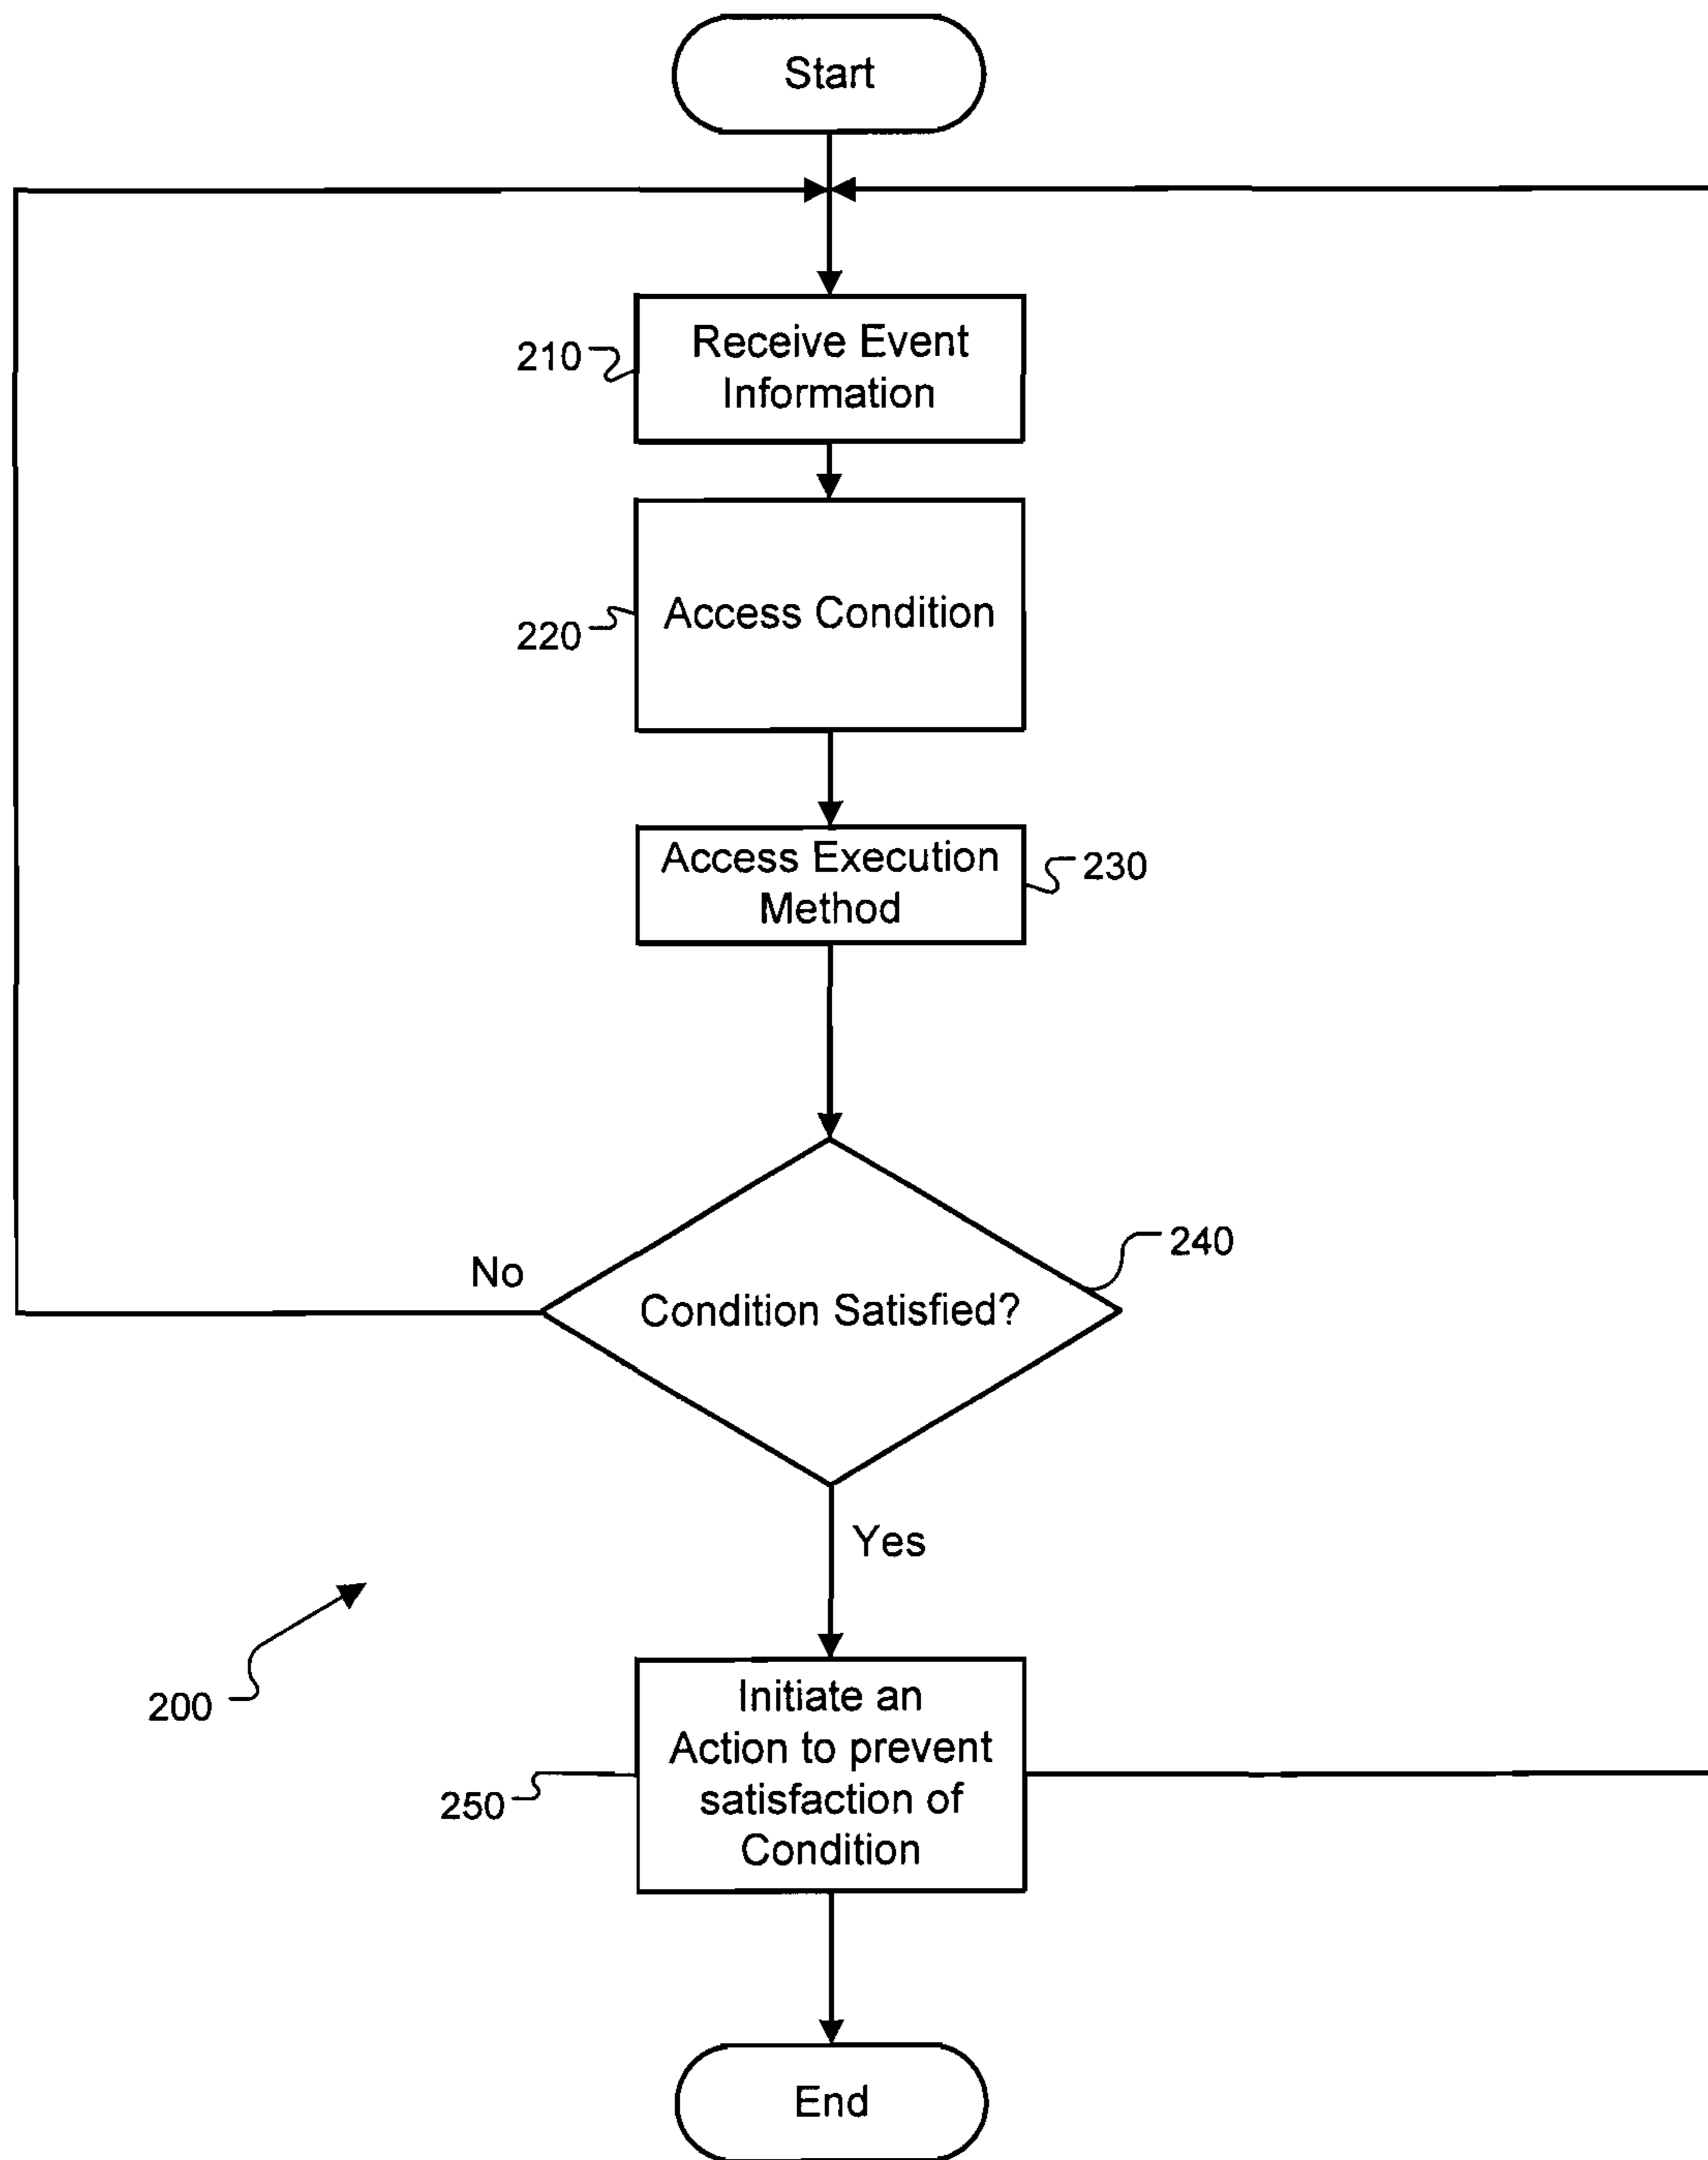 Start
210
Receive Event
Information
220
Access Condition
Access Execution
Method
230
240
No
Condition Satisfied?
Yes
200
Initiate an
Action to prevent
satisfaction of
Condition
250
End